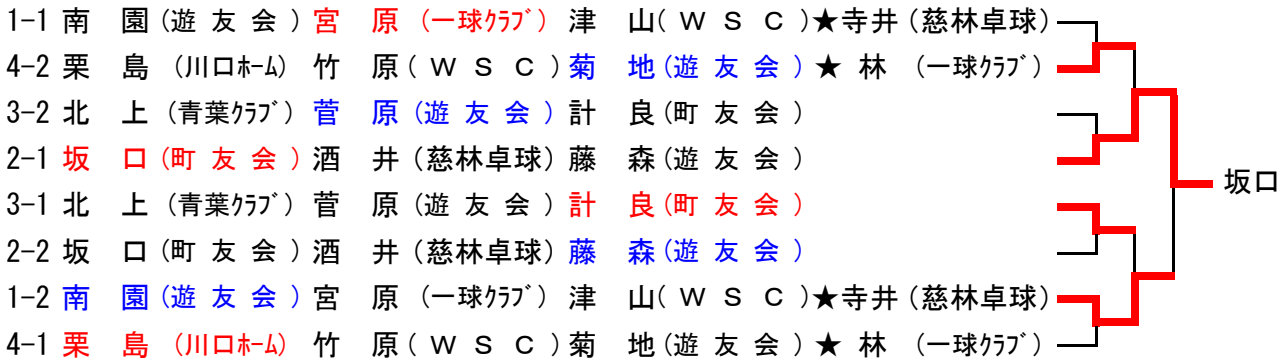 1-1 南 園(遊 友 会) 宮 原 (一球ｸﾗﾌﾞ) 津 山(Ｗ Ｓ Ｃ)★寺井(慈林卓球)
4-2 栗 島 (川口ﾎｰﾑ) 竹 原(Ｗ Ｓ Ｃ) 菊 地(遊 友 会)★ 林 (一球ｸﾗﾌﾞ)
3-2 北 上 (青葉ｸﾗﾌﾞ) 菅 原(遊 友 会) 計 良(町 友 会)
2-1 坂 口(町 友 会) 酒 井(慈林卓球) 藤 森(遊 友 会)
坂口
3-1 北 上 (青葉ｸﾗﾌﾞ) 菅 原(遊 友 会) 計 良(町 友 会)
2-2 坂 口(町 友 会) 酒 井(慈林卓球) 藤 森(遊 友 会)
1-2 南 園(遊 友 会) 宮 原 (一球ｸﾗﾌﾞ) 津 山(Ｗ Ｓ Ｃ)★寺井(慈林卓球)
4-1 栗 島 (川口ﾎｰﾑ) 竹 原(Ｗ Ｓ Ｃ) 菊 地(遊 友 会)★ 林 (一球ｸﾗﾌﾞ)